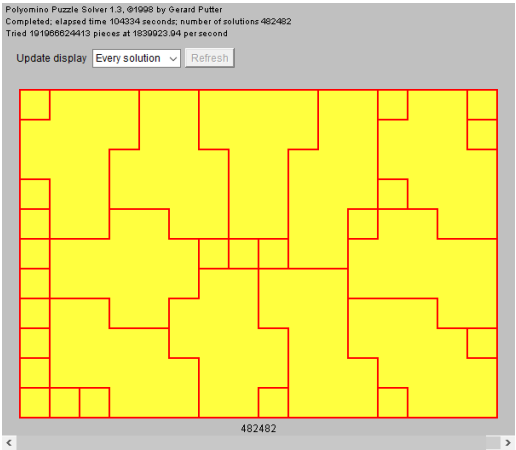 Polyomino Puzzle Solver 1.3, ©1998 by Gerard Putter
Completed; elapsed time 104334 seconds; number of solutions 482482
Tried 191966624413 pieces at 1839923.94 per second
Update display Every solution Refresh
482482